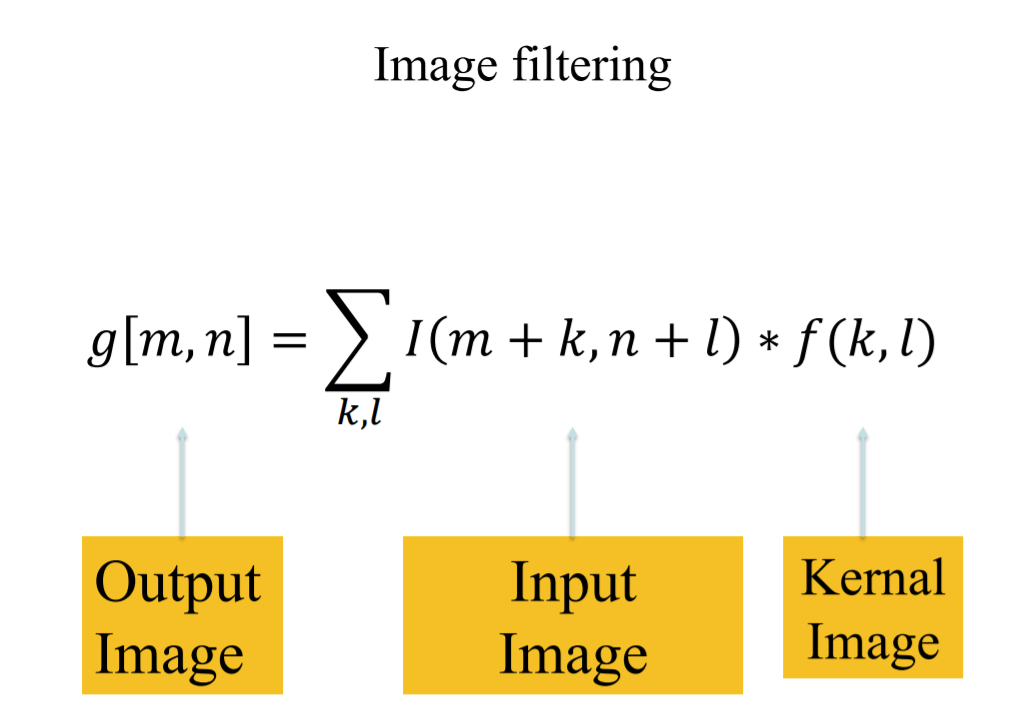 Image filtering
g[m, n] = ∑ I(m + k, n + l) ∗ f(k, l)
k,l
Output
Image
Input
Image
Kernal
Image